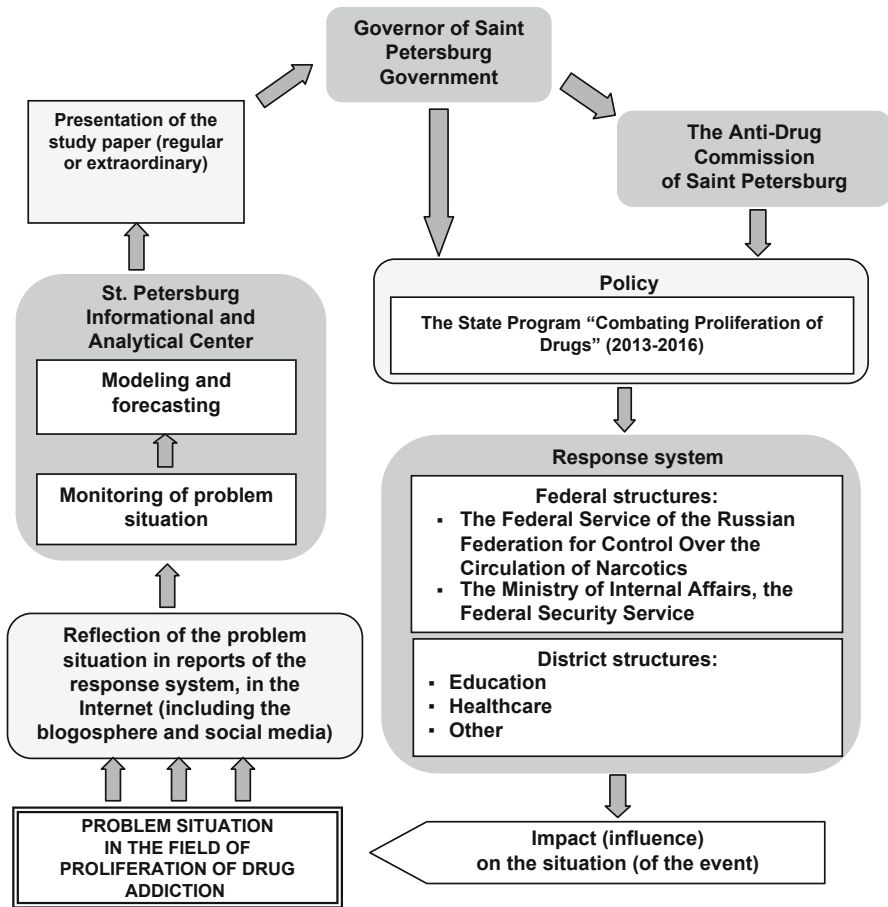 Governor of Saint
Petersburg
Government
Presentation of the
study paper (regular
or extraordinary)
The Anti-Drug
Commission
of Saint Petersburg
St. Petersburg
Informational and
Analytical Center
Modeling and
forecasting
Monitoring of problem
situation
Policy
The State Program “Combating Proliferation of
Drugs” (2013-2016)
Response system
Federal structures:
▪ The Federal Service of the Russian
Federation for Control Over the
Circulation of Narcotics
▪ The Ministry of Internal Affairs, the
Federal Security Service
District structures:
▪ Education
▪ Healthcare
▪ Other
Reflection of the problem
situation in reports of the
response system, in the
Internet (including the
blogosphere and social media)
PROBLEM SITUATION
IN THE FIELD OF
PROLIFERATION OF DRUG
ADDICTION
Impact (influence)
on the situation (of the event)